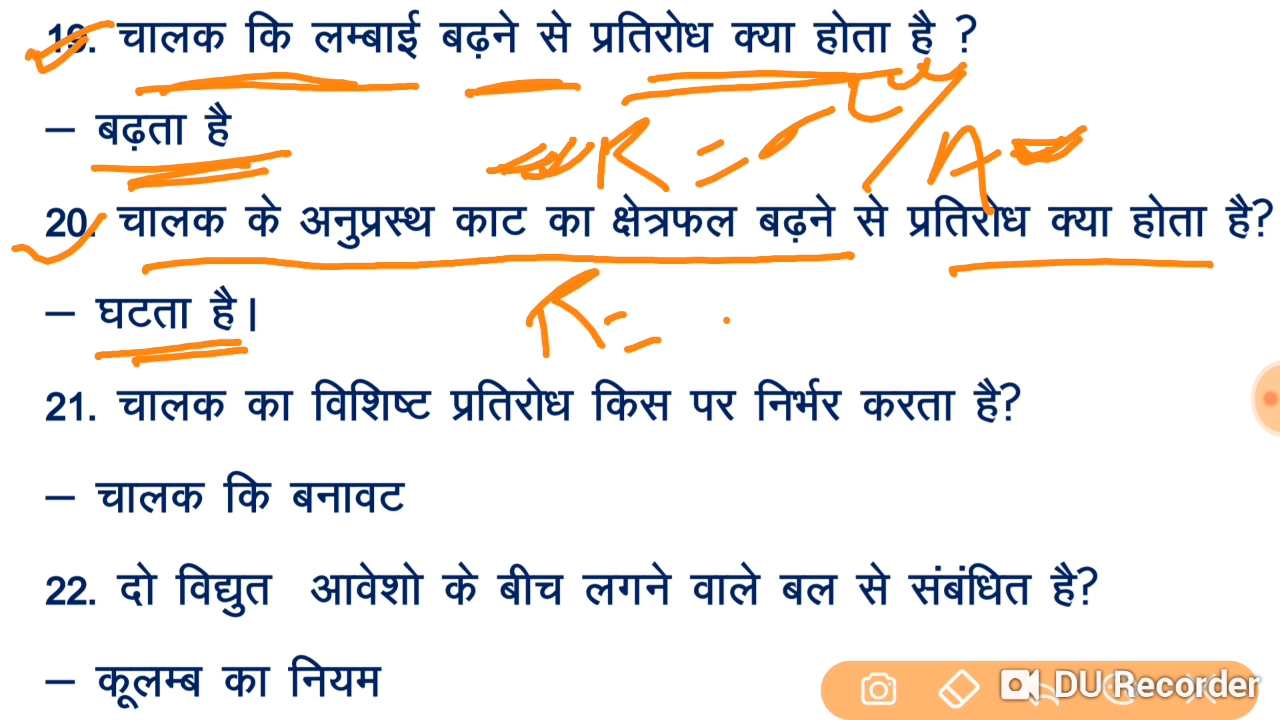 19. चालक कि लम्बाई बढ़ने से प्रतिरोध क्या होता है ?
– बढ़ता है
R = ρ L / A
20. चालक के अनुप्रस्थ काट का क्षेत्रफल बढ़ने से प्रतिरोध क्या होता है?
– घटता है।
R =
21. चालक का विशिष्ट प्रतिरोध किस पर निर्भर करता है?
– चालक कि बनावट
22. दो विद्युत आवेशो के बीच लगने वाले बल से संबंधित है?
– कूलम्ब का नियम
DU Recorder